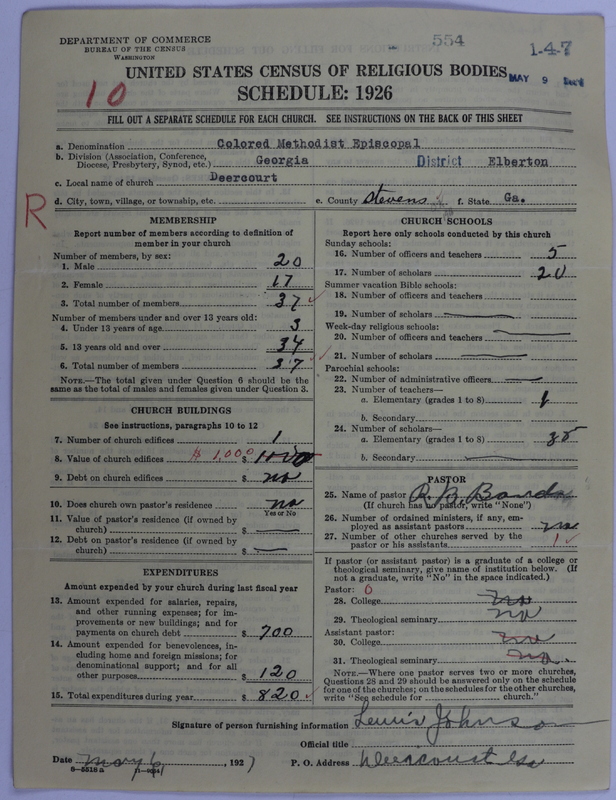 554
1-4-7
DEPARTMENT OF COMMERCE
BUREAU OF THE CENSUS
WASHINGTON
MAY 9
UNITED STATES CENSUS OF RELIGIOUS BODIES
10
SCHEDULE: 1926
FILL OUT A SEPARATE SCHEDULE FOR EACH CHURCH. SEE INSTRUCTIONS ON THE BACK OF THIS SHEET
a. Denomination Colored Methodist Episcopal
b. Division (Association, Conference, Diocese, Presbytery, Synod, etc.) Georgia District Elberton
c. Local name of church Deercourt
d. City, town, village, or township, etc. e. County Stevens f. State Ga.
R
MEMBERSHIP
Report number of members according to definition of
member in your church
Number of members, by sex:
1. Male 20
2. Female 17
3. Total number of members 37
Number of members under and over 13 years old:
4. Under 13 years of age 3
5. 13 years old and over 34
6. Total number of members 37
NOTE.—The total given under Question 6 should be
same as the total of males and females given under Question 3.
CHURCH BUILDINGS
See instructions, paragraphs 10 to 12
7. Number of church edifices 1
8. Value of church edifices $ 1,000 $
9. Debt on church edifices $ no
10. Does church own pastor's residence no
Yes or No
11. Value of pastor's residence (if owned by
church) $
12. Debt on pastor's residence (if owned by
church) $
EXPENDITURES
Amount expended by your church during last fiscal year
13. Amount expended for salaries, repairs,
and other running expenses; for im-
provements or new buildings; and for
payments on church debt $ 700
14. Amount expended for benevolences, in-
cluding home and foreign missions; for
denominational support; and for all
other purposes $ 120
15. Total expenditures during year $ 820
CHURCH SCHOOLS
Report here only schools conducted by this church
Sunday schools:
16. Number of officers and teachers 5
17. Number of scholars 20
Summer vacation Bible schools:
18. Number of officers and teachers
19. Number of scholars
Week-day religious schools:
20. Number of officers and teachers
21. Number of scholars
Parochial schools:
22. Number of administrative officers
23. Number of teachers—
a. Elementary (grades 1 to 8)
b. Secondary
24. Number of scholars—
a. Elementary (grades 1 to 8)
b. Secondary
PASTOR
25. Name of pastor
(If church has no pastor, write "None")
26. Number of ordained ministers, if any, em-
ployed as assistant pastors no
27. Number of other churches served by the
pastor or his assistants 1
If pastor (or assistant pastor) is a graduate of a college or
theological seminary, give name of institution below. (If
not a graduate, write "No" in the space indicated.)
Pastor: 0
28. College no
29. Theological seminary no
Assistant pastor:
30. College no
31. Theological seminary no.
NOTE.—Where one pastor serves two or more churches,
Questions 28 and 29 should be answered only on the schedule
for one of the churches; on the schedules for the other churches,
write "See schedule for church."
Signature of person furnishing information Lewis Johnson
Official title
Date May 6, 1927 P. O. Address Deercourt Ga
8—5518a